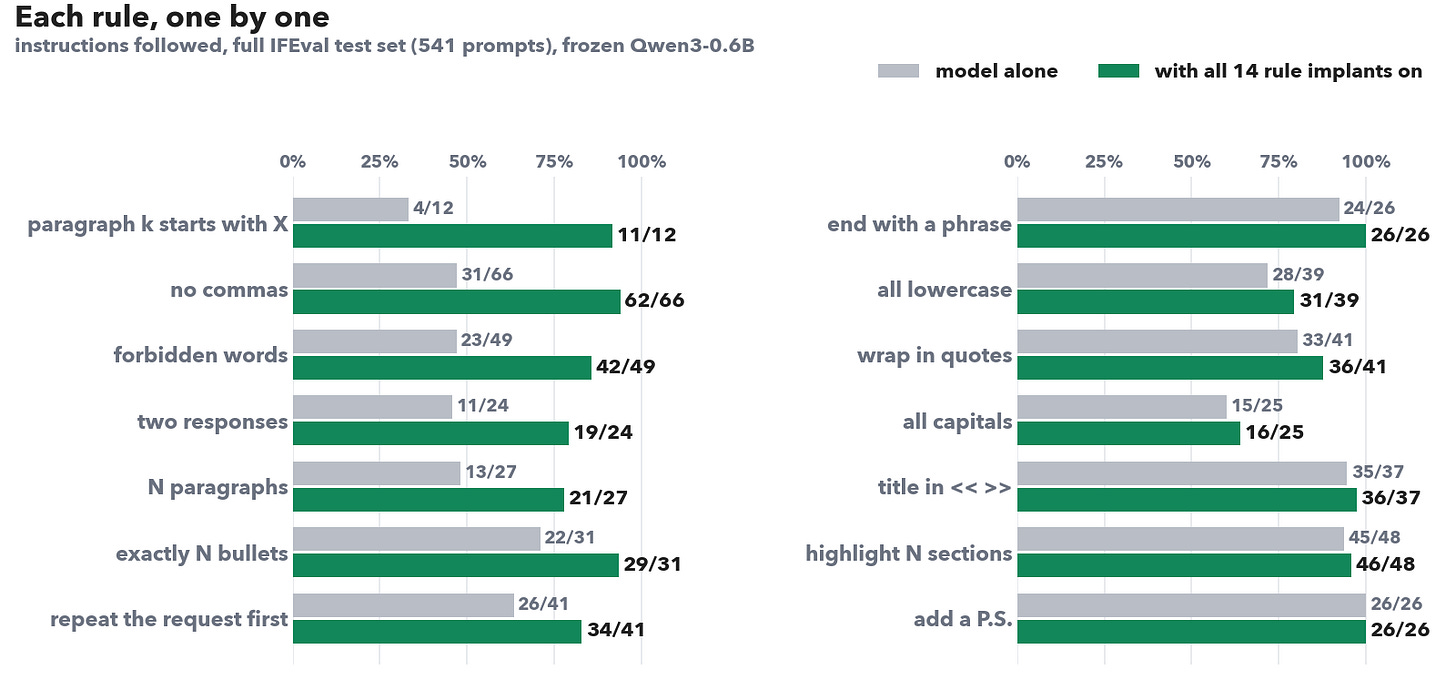 Each rule, one by one
instructions followed, full IFEval test set (541 prompts), frozen Qwen3-0.6B
model alone
with all 14 rule implants on
0% 25% 50% 75% 100%
paragraph k starts with X 4/12
11/12
no commas 31/66
62/66
forbidden words 23/49
42/49
two responses 11/24
19/24
N paragraphs 13/27
21/27
exactly N bullets 22/31
29/31
repeat the request first 26/41
34/41
0% 25% 50% 75% 100%
end with a phrase 24/26
26/26
all lowercase 28/39
31/39
wrap in quotes 33/41
36/41
all capitals 15/25
16/25
title in << >> 35/37
36/37
highlight N sections 45/48
46/48
add a P.S. 26/26
26/26